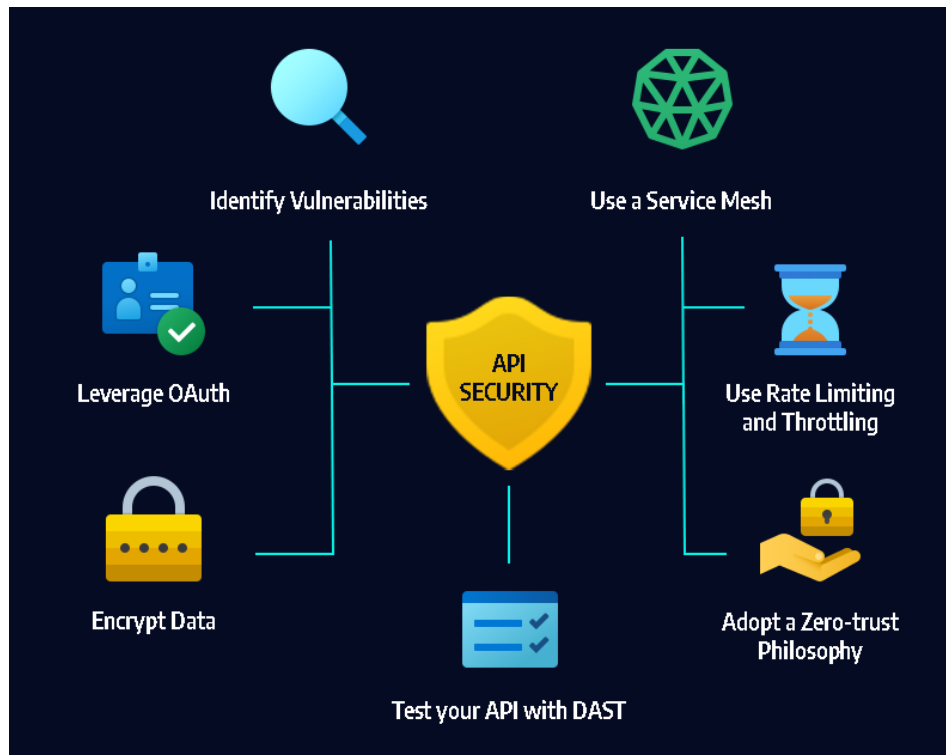 Identify Vulnerabilities
Use a Service Mesh
Leverage OAuth
API
SECURITY
Use Rate Limiting
and Throttling
Encrypt Data
Adopt a Zero-trust
Philosophy
Test your API with DAST